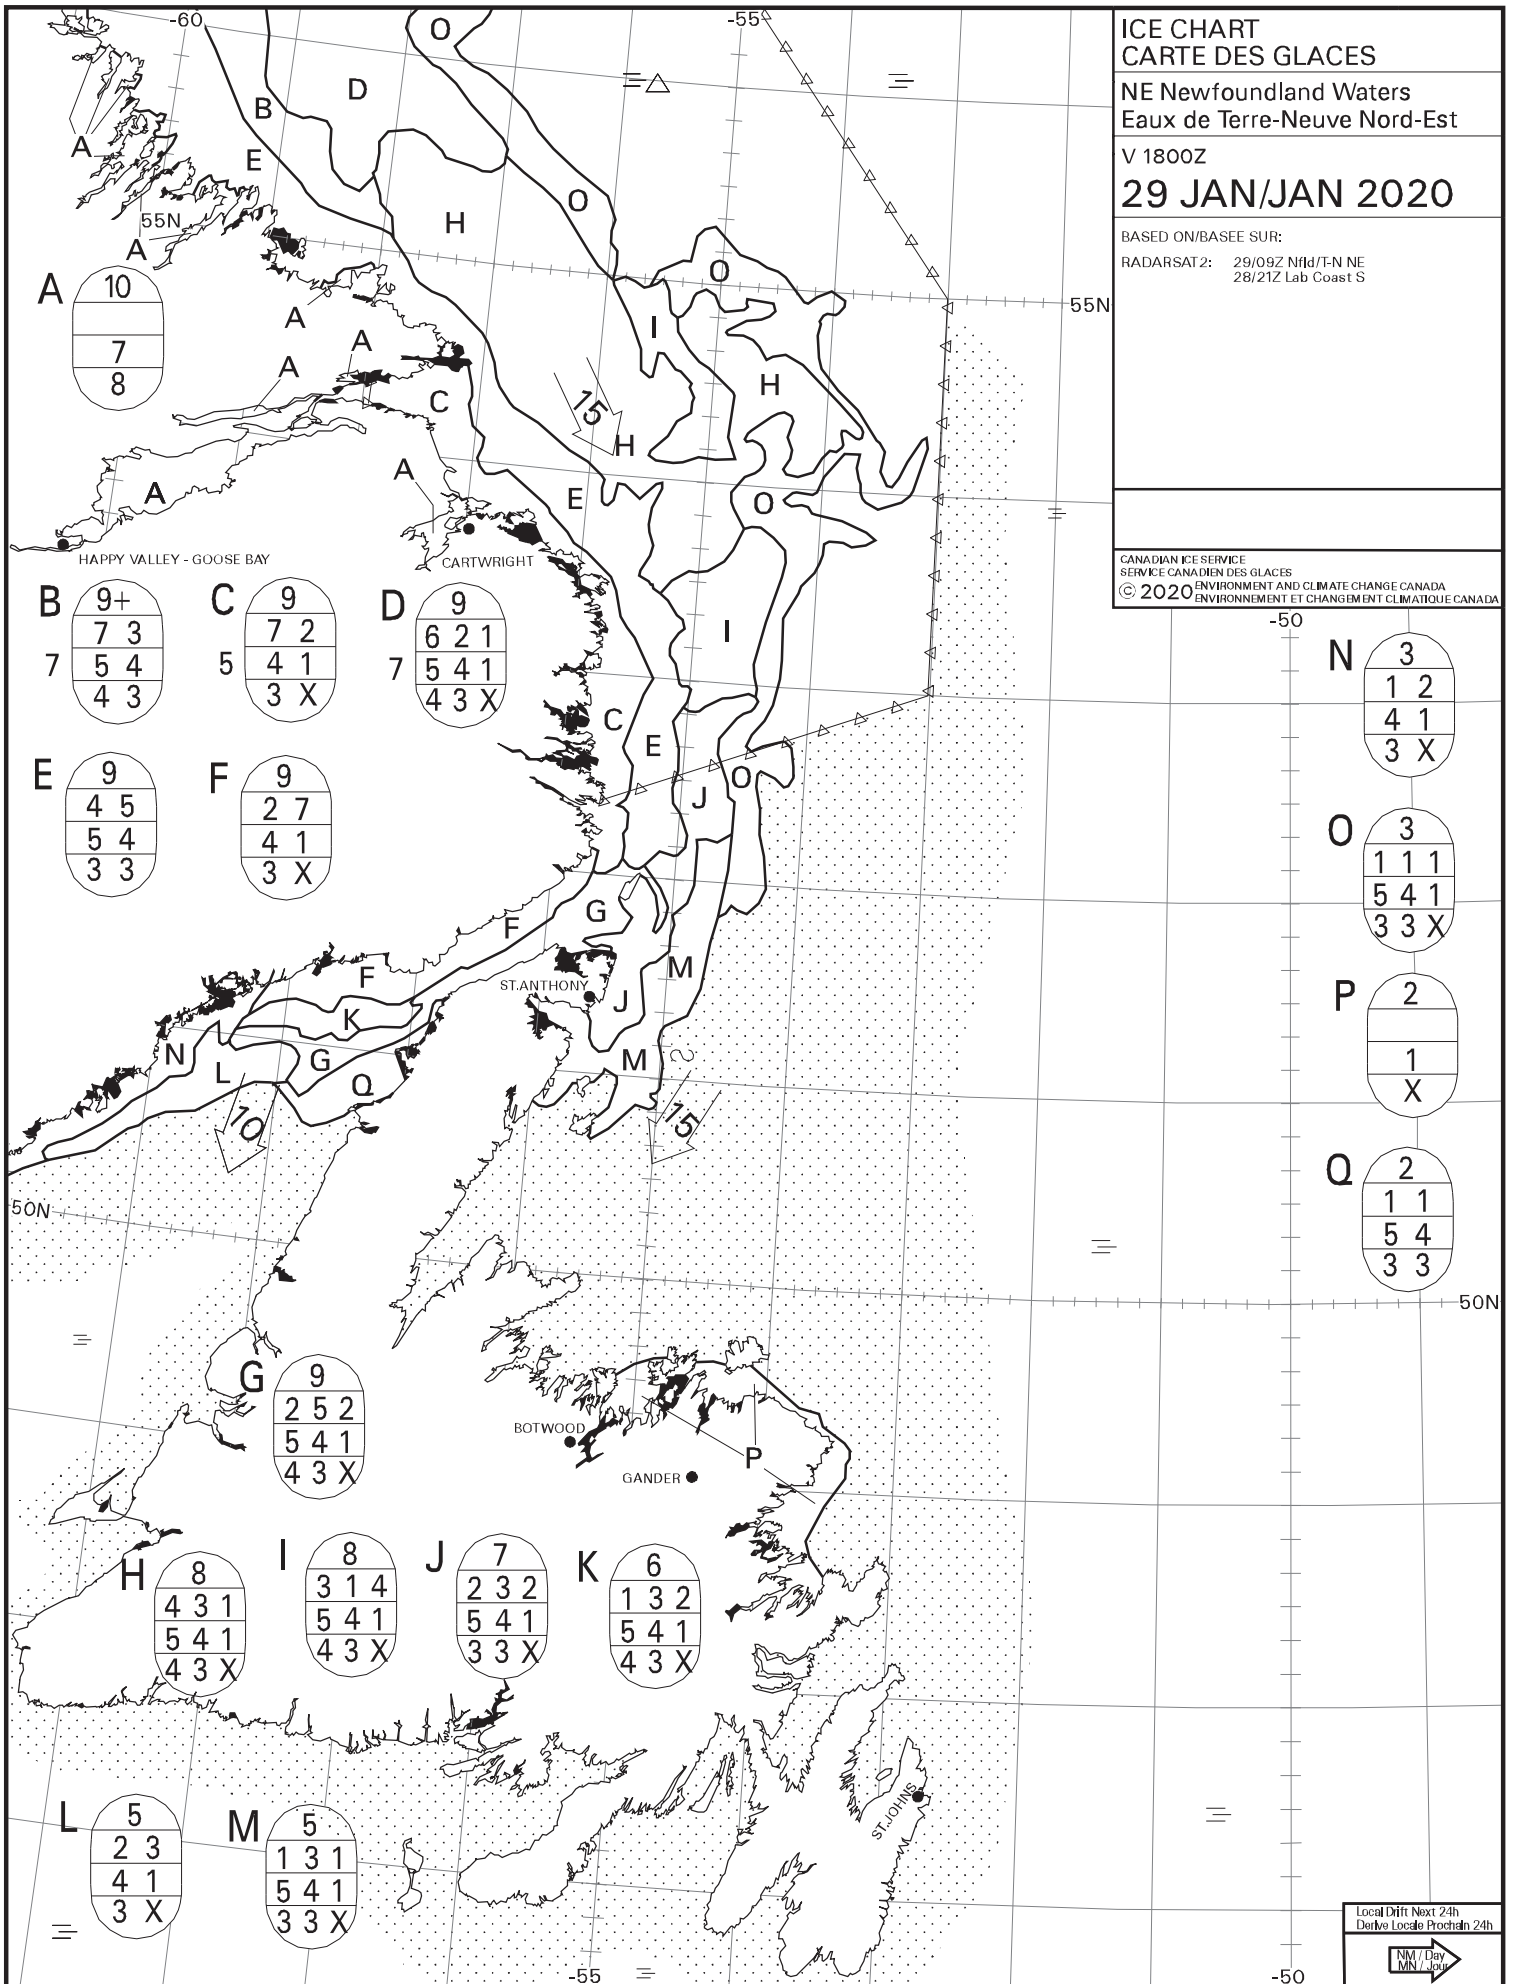 -60
O
-55
ICE CHART
CARTE DES GLACES
NE Newfoundland Waters
Eaux de Terre-Neuve Nord-Est
V 1800Z
29 JAN/JAN 2020
BASED ON/BASEE SUR:
RADARSAT2: 29/09Z Nfld/T-N NE
28/21Z Lab Coast S
D
B
A
E
O
H
55N
A
O
55N
A
10
7
8
A
I
A
A
H
C
15
H
A
E
A
O
HAPPY VALLEY - GOOSE BAY
CARTWRIGHT
CANADIAN ICE SERVICE
SERVICE CANADIEN DES GLACES
© 2020 ENVIRONMENT AND CLIMATE CHANGE CANADA
ENVIRONNEMENT ET CHANGEMENT CLIMATIQUE CANADA
B
9+
7 3
7
5 4
4 3
C
9
7 2
5
4 1
3 X
D
9
6 2 1
7
5 4 1
4 3 X
I
-50
N
3
1 2
4 1
3 X
C
E
E
9
4 5
5 4
3 3
F
9
2 7
4 1
3 X
O
J
O
3
1 1 1
5 4 1
3 3 X
F
G
F
M
ST.ANTHONY
J
K
P
2
1
X
N
L
G
Q
M
10
15
Q
2
1 1
5 4
3 3
50N
50N
G
9
2 5 2
5 4 1
4 3 X
BOTWOOD
GANDER
P
H
8
4 3 1
5 4 1
4 3 X
I
8
3 1 4
5 4 1
4 3 X
J
7
2 3 2
5 4 1
3 3 X
K
6
1 3 2
5 4 1
4 3 X
L
5
2 3
4 1
3 X
M
5
1 3 1
5 4 1
3 3 X
ST.JOHNS
Local Drift Next 24h
Derive Locale Prochain 24h
NM / Day
MN / Jour
-55
-50